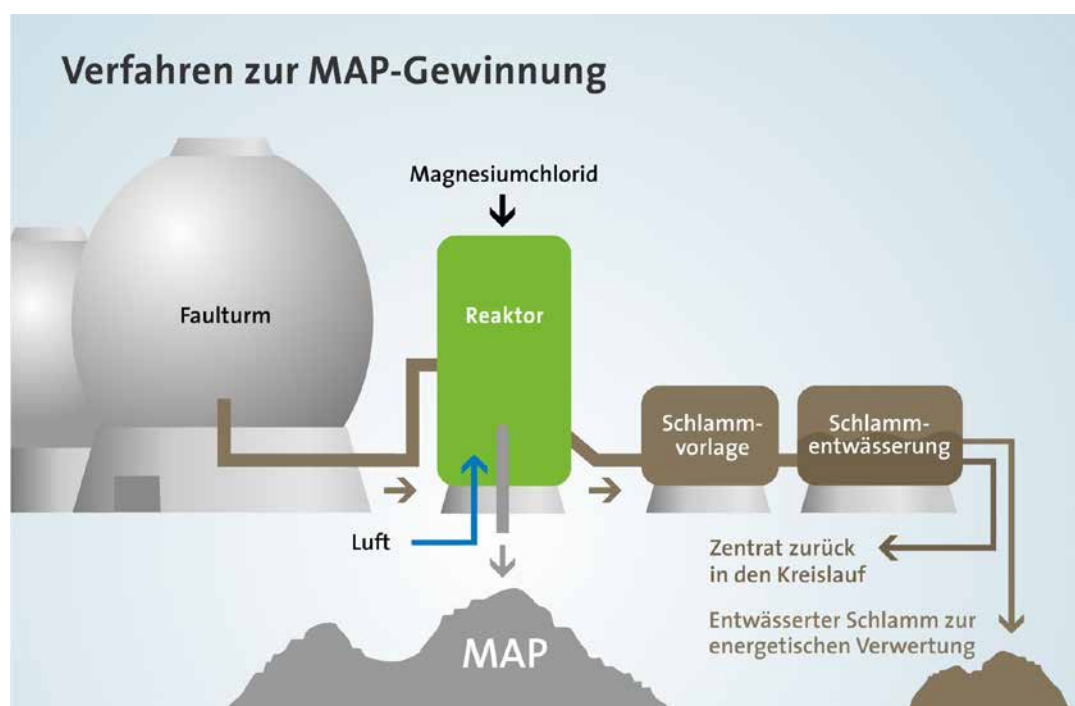 Verfahren zur MAP-Gewinnung
Magnesiumchlorid
Faulturm
Reaktor
Schlamm-
vorlage
Schlamm-
entwässerung
Luft
Zentrat zurück
in den Kreislauf
MAP
Entwässerter Schlamm zur
energetischen Verwertung